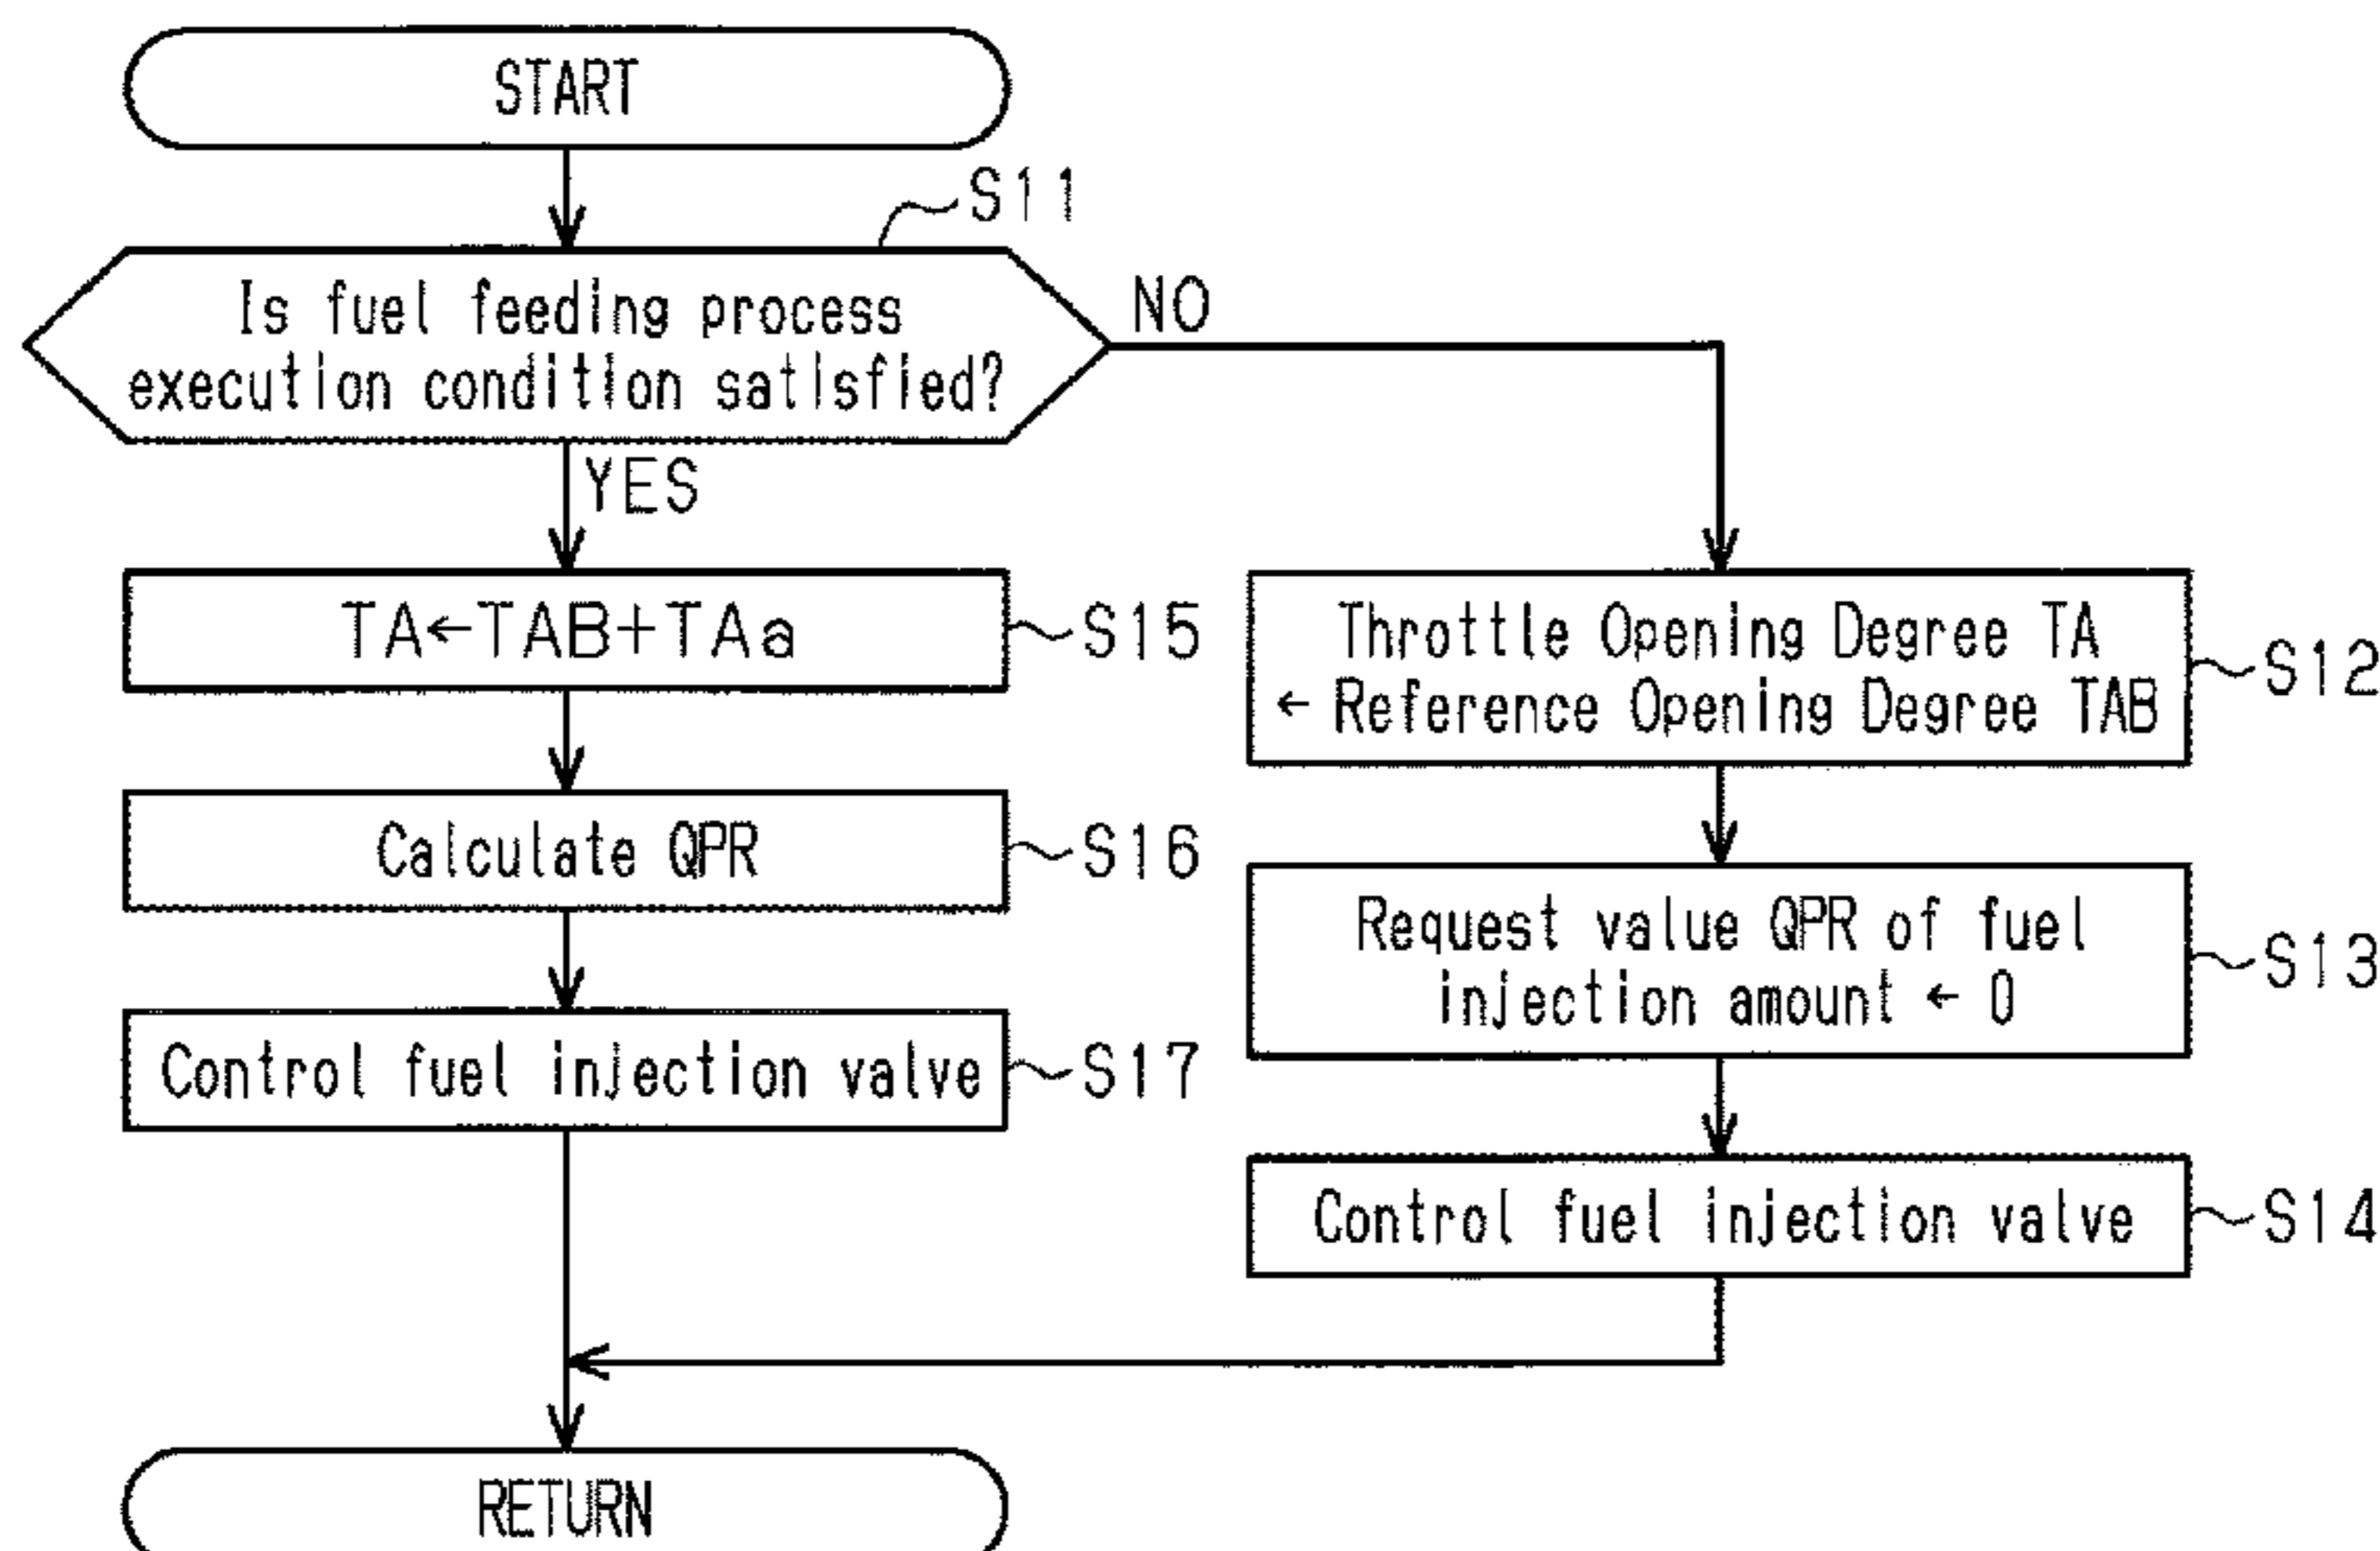 START
S11
Is fuel feeding process
execution condition satisfied?
NO
YES
TA←TAB+TAa
S15
Calculate QPR
S16
Control fuel injection valve
S17
Throttle Opening Degree TA
← Reference Opening Degree TAB
S12
Request value QPR of fuel
injection amount ← 0
S13
Control fuel injection valve
S14
RETURN